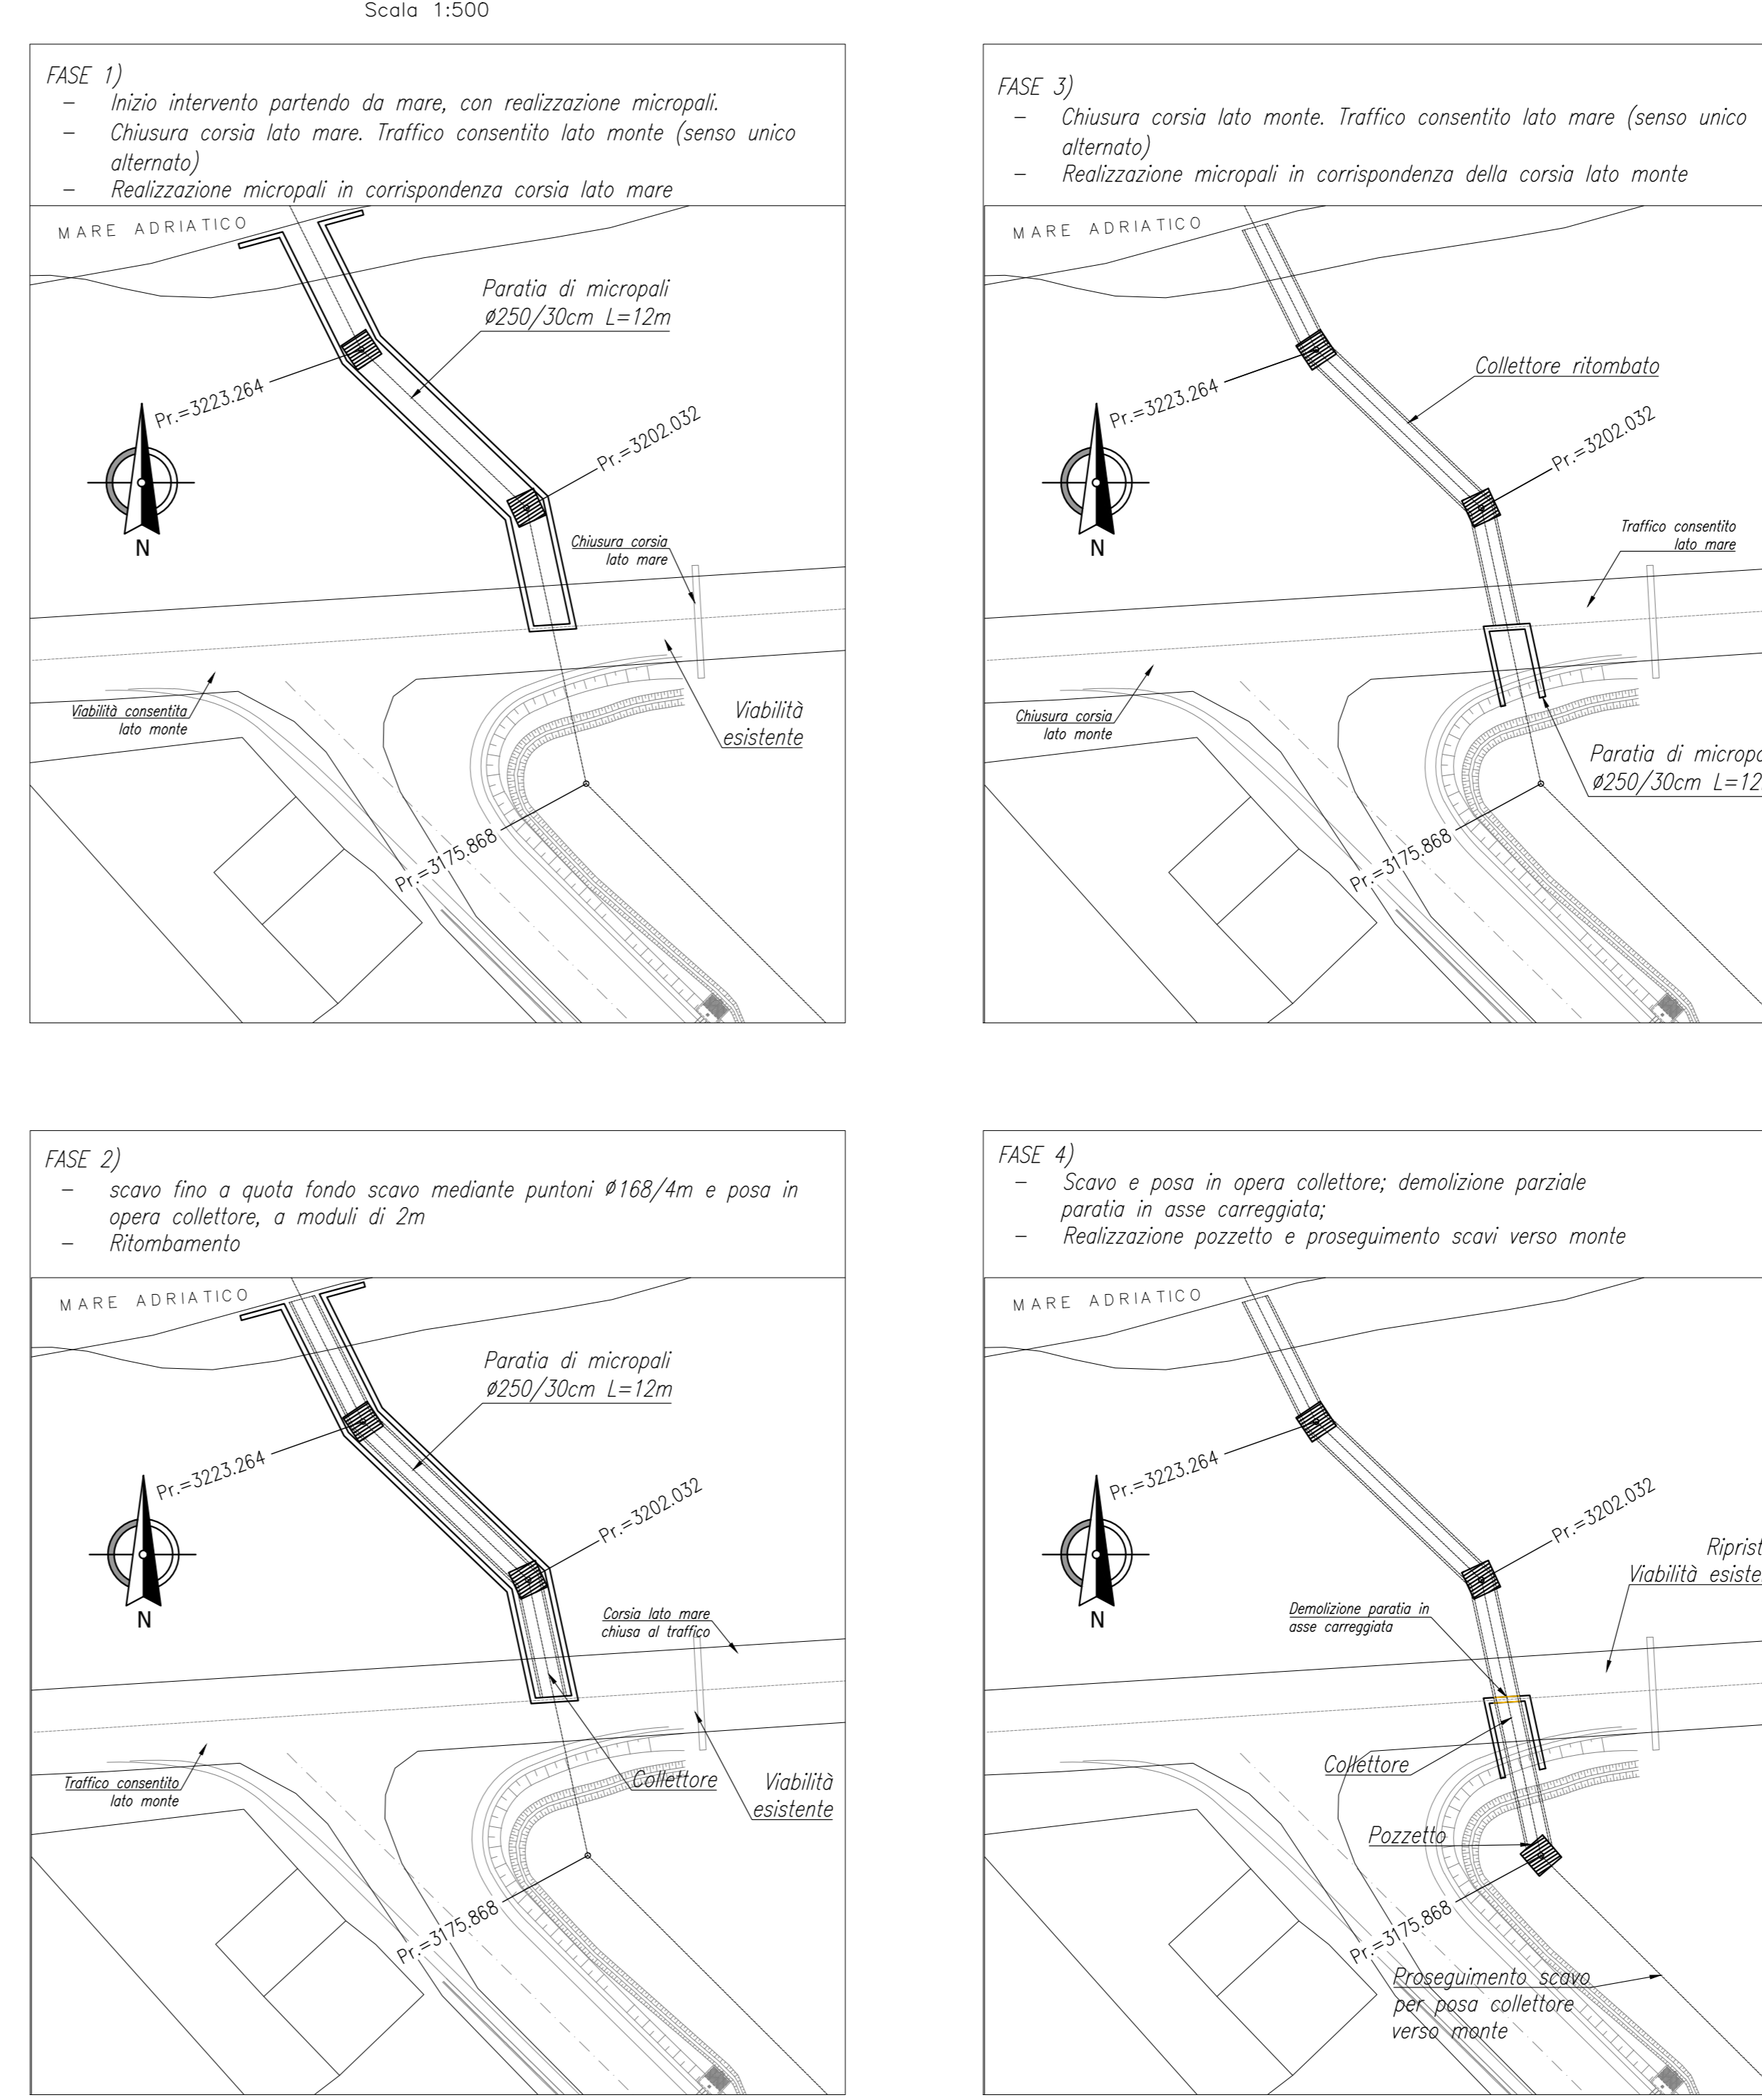 Scala 1:500
FASE 1)
- Inizio intervento partendo da mare, con realizzazione micropali.
- Chiusura corsia lato mare. Traffico consentito lato monte (senso unico
alternato)
- Realizzazione micropali in corrispondenza corsia lato mare
MARE ADRIATICO
Paratia di micropali
ø250/30cm L=12m
Pr.=3223.264
Pr.=3202.032
N
Chiusura corsia
lato mare
Viabilità consentita
lato monte
Viabilità
esistente
Pr.=3175.868
FASE 3)
- Chiusura corsia lato monte. Traffico consentito lato mare (senso unico
alternato)
- Realizzazione micropali in corrispondenza della corsia lato monte
MARE ADRIATICO
Collettore ritombato
Pr.=3223.264
Pr.=3202.032
N
Traffico consentito
lato mare
Chiusura corsia
lato monte
Paratia di micropa
ø250/30cm L=12
Pr.=3175.868
FASE 2)
- scavo fino a quota fondo scavo mediante puntoni ø168/4m e posa in
opera collettore, a moduli di 2m
- Ritombamento
MARE ADRIATICO
Paratia di micropali
ø250/30cm L=12m
Pr.=3223.264
Pr.=3202.032
N
Corsia lato mare
chiusa al traffico
Traffico consentito
lato monte
Collettore
Viabilità
esistente
Pr.=3175.868
FASE 4)
- Scavo e posa in opera collettore; demolizione parziale
paratia in asse carreggiata;
- Realizzazione pozzetto e proseguimento scavi verso monte
MARE ADRIATICO
Pr.=3223.264
Pr.=3202.032
Riprist
Viabilità esiste
N
Demolizione paratia in
asse carreggiata
Collettore
Pozzetto
Pr.=3175.868
Proseguimento scavo
per posa collettore
verso monte